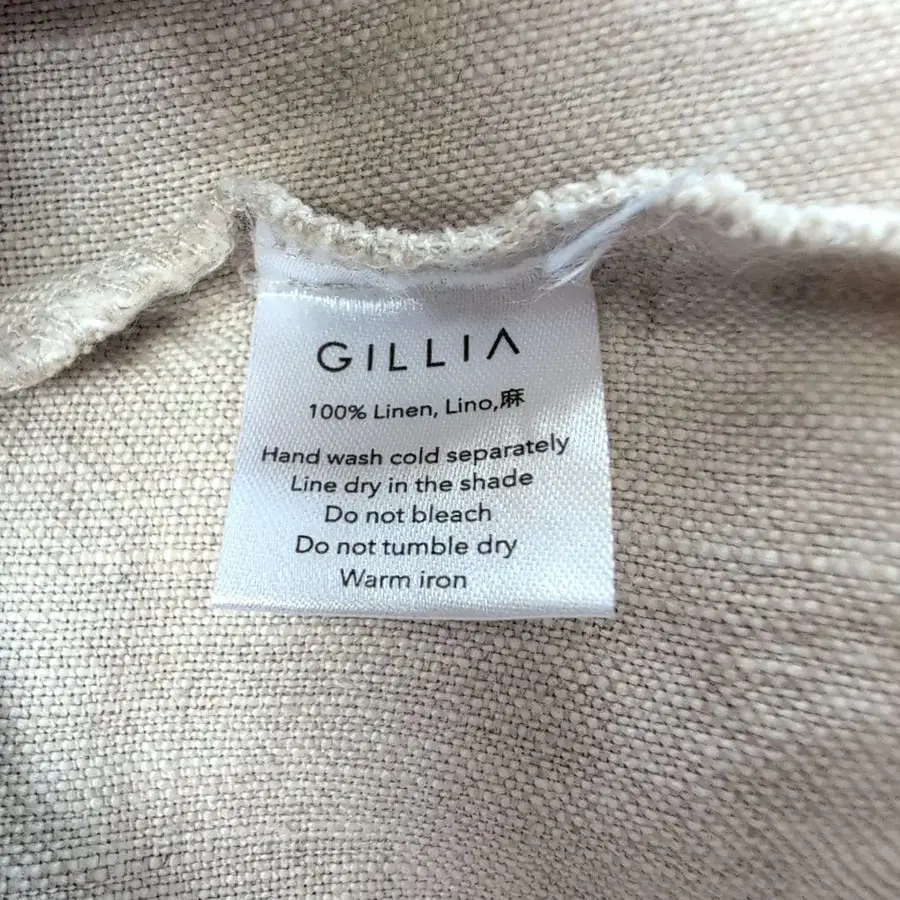 GILLIA
100% Linen, Lino,麻
Hand wash cold separately
Line dry in the shade
Do not bleach
Do not tumble dry
Warm iron